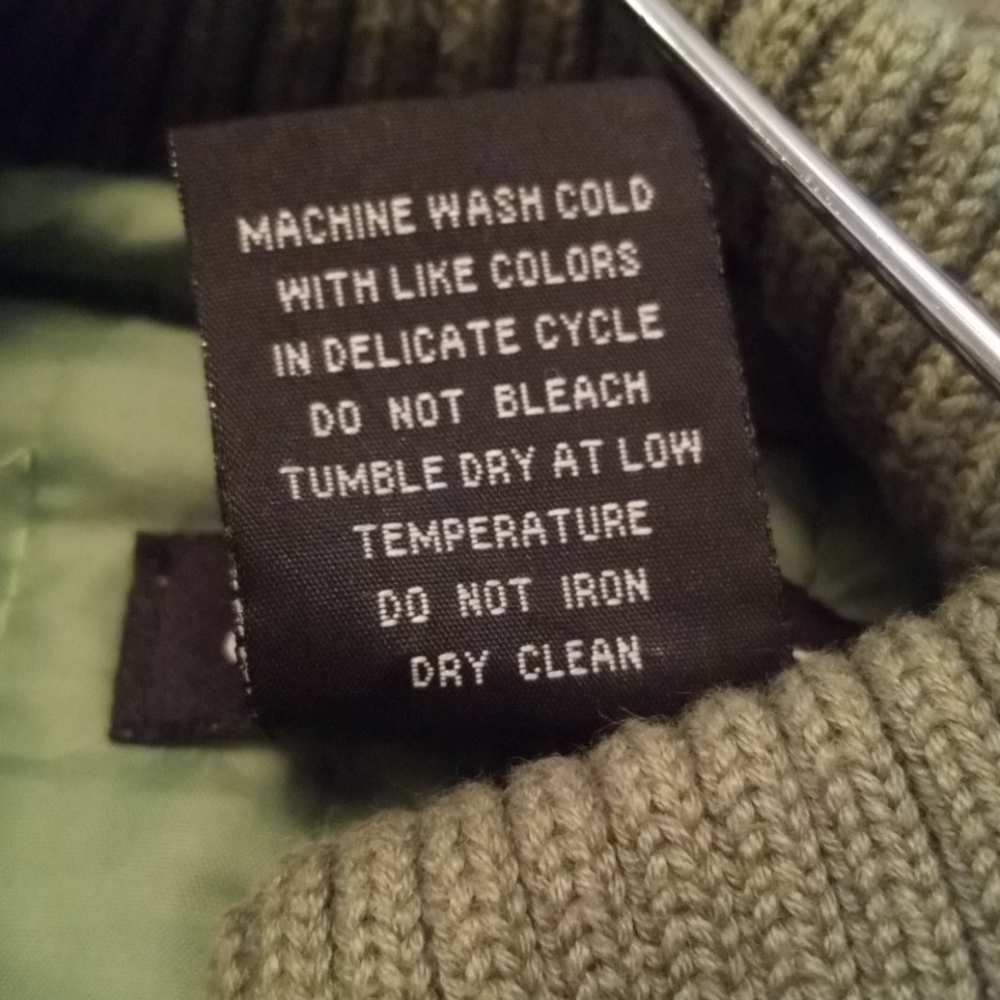 MACHINE WASH COLD
WITH LIKE COLORS
IN DELICATE CYCLE
DO NOT BLEACH
TUMBLE DRY AT LOW
TEMPERATURE
DO NOT IRON
DRY CLEAN